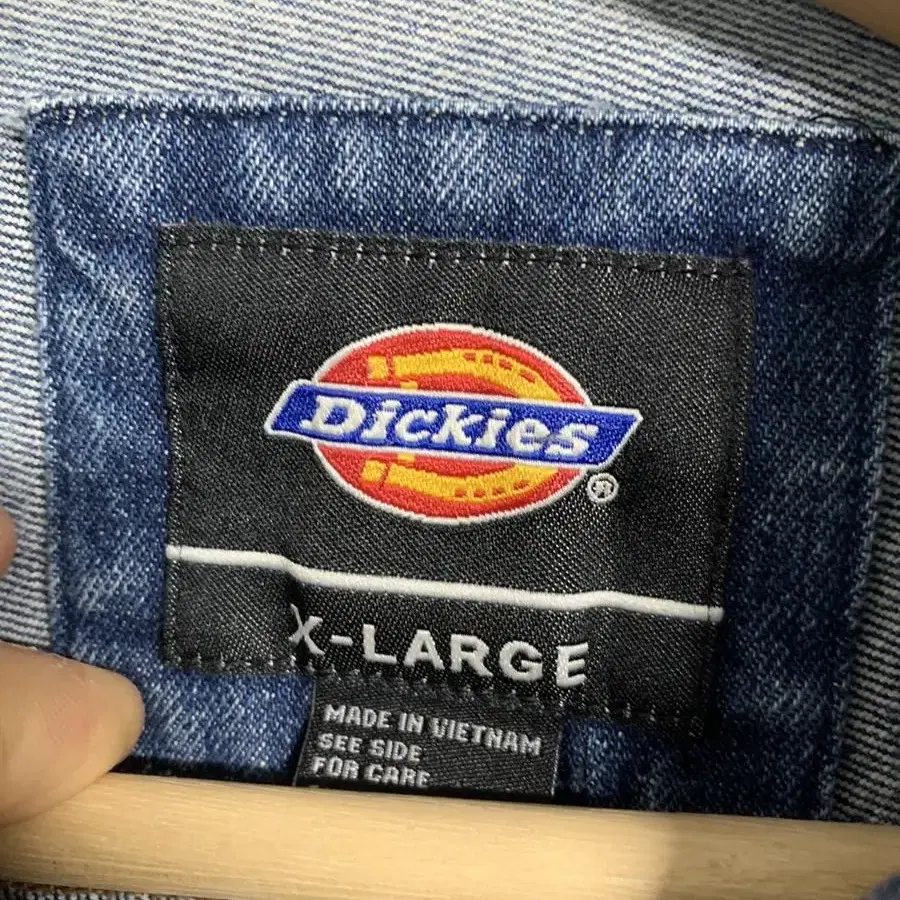 Dickies®
X-LARGE
MADE IN VIETNAM
SEE SIDE
FOR CARE